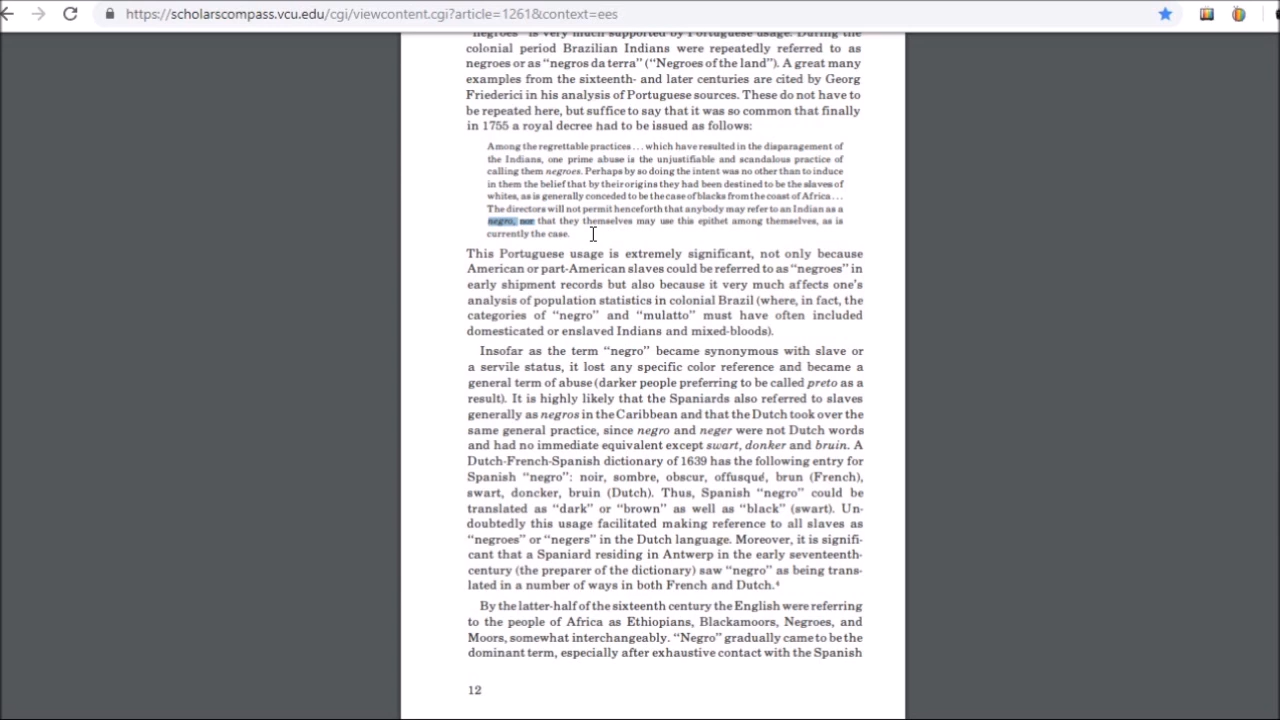 https://scholarscompass.vcu.edu/cgi/viewcontent.cgi?article=1261&context=ees
"negroes" is very much supported by Portuguese usage. During the
colonial period Brazilian Indians were repeatedly referred to as
negroes or as “negros da terra” (“Negroes of the land”). A great many
examples from the sixteenth- and later centuries are cited by Georg
Friederici in his analysis of Portuguese sources. These do not have to
be repeated here, but suffice to say that it was so common that finally
in 1755 a royal decree had to be issued as follows:
Among the regrettable practices . . . which have resulted in the disparagement of
the Indians, one prime abuse is the unjustifiable and scandalous practice of
calling them negroes. Perhaps by so doing the intent was no other than to induce
in them the belief that by their origins they had been destined to be the slaves of
whites, as is generally conceded to be the case of blacks from the coast of Africa . . .
The directors will not permit henceforth that anybody may refer to an Indian as a
negro, nor that they themselves may use this epithet among themselves, as is
currently the case.
This Portuguese usage is extremely significant, not only because
American or part-American slaves could be referred to as “negroes” in
early shipment records but also because it very much affects one’s
analysis of population statistics in colonial Brazil (where, in fact, the
categories of “negro” and “mulatto” must have often included
domesticated or enslaved Indians and mixed-bloods).
Insofar as the term “negro” became synonymous with slave or
a servile status, it lost any specific color reference and became a
general term of abuse (darker people preferring to be called preto as a
result). It is highly likely that the Spaniards also referred to slaves
generally as negros in the Caribbean and that the Dutch took over the
same general practice, since negro and neger were not Dutch words
and had no immediate equivalent except swart, donker and bruin. A
Dutch-French-Spanish dictionary of 1639 has the following entry for
Spanish “negro”: noir, sombre, obscur, offusqué, brun (French),
swart, doncker, bruin (Dutch). Thus, Spanish “negro” could be
translated as “dark” or “brown” as well as “black” (swart). Un-
doubtedly this usage facilitated making reference to all slaves as
“negroes” or “negers” in the Dutch language. Moreover, it is signifi-
cant that a Spaniard residing in Antwerp in the early seventeenth-
century (the preparer of the dictionary) saw “negro” as being trans-
lated in a number of ways in both French and Dutch.⁴
By the latter-half of the sixteenth century the English were referring
to the people of Africa as Ethiopians, Blackamoors, Negroes, and
Moors, somewhat interchangeably. “Negro” gradually came to be the
dominant term, especially after exhaustive contact with the Spanish
12